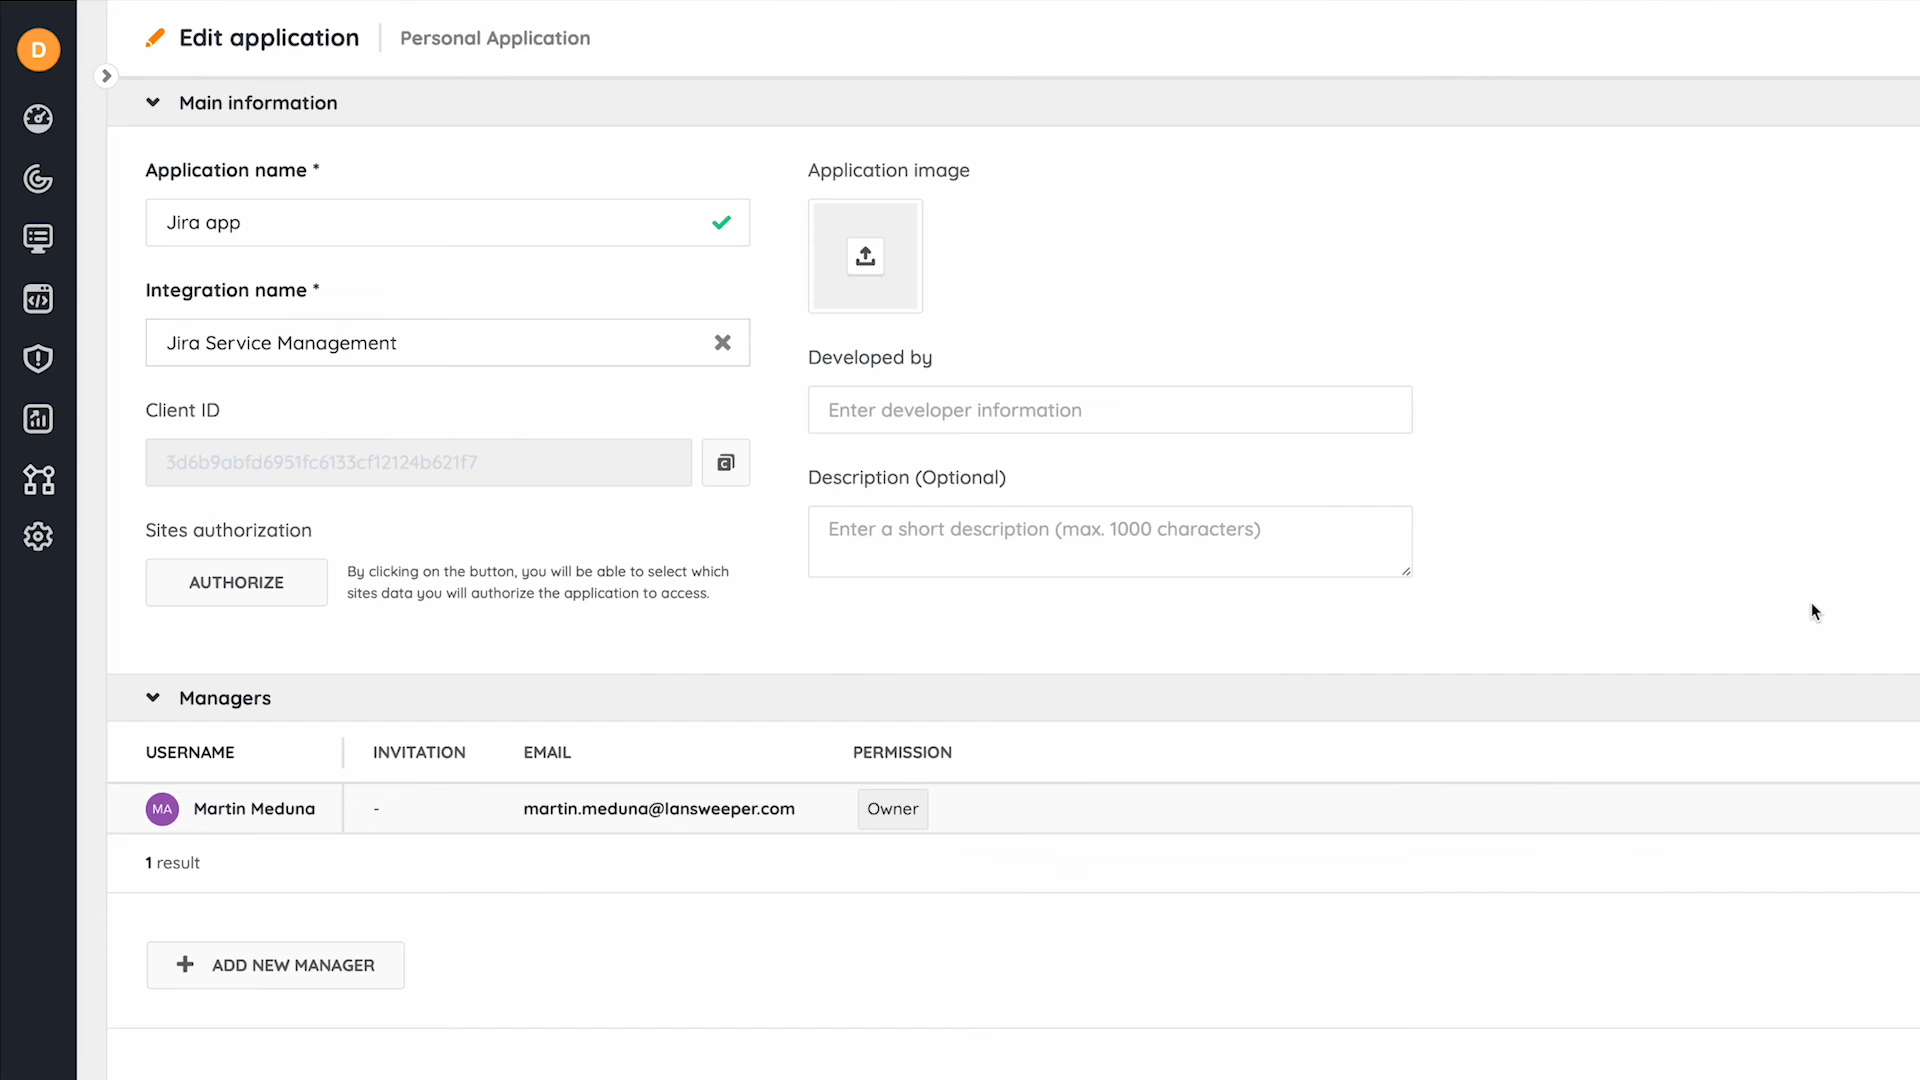 D
Edit application
Personal Application
Main information
Application name *
Application image
Jira app
Integration name *
Jira Service Management
Developed by
Enter developer information
Client ID
3d6b9abfd6951fc6133cf12124b621f7
Description (Optional)
Enter a short description (max. 1000 characters)
Sites authorization
AUTHORIZE
By clicking on the button, you will be able to select which
sites data you will authorize the application to access.
Managers
USERNAME INVITATION EMAIL PERMISSION
MA Martin Meduna - martin.meduna@lansweeper.com Owner
1 result
+ ADD NEW MANAGER